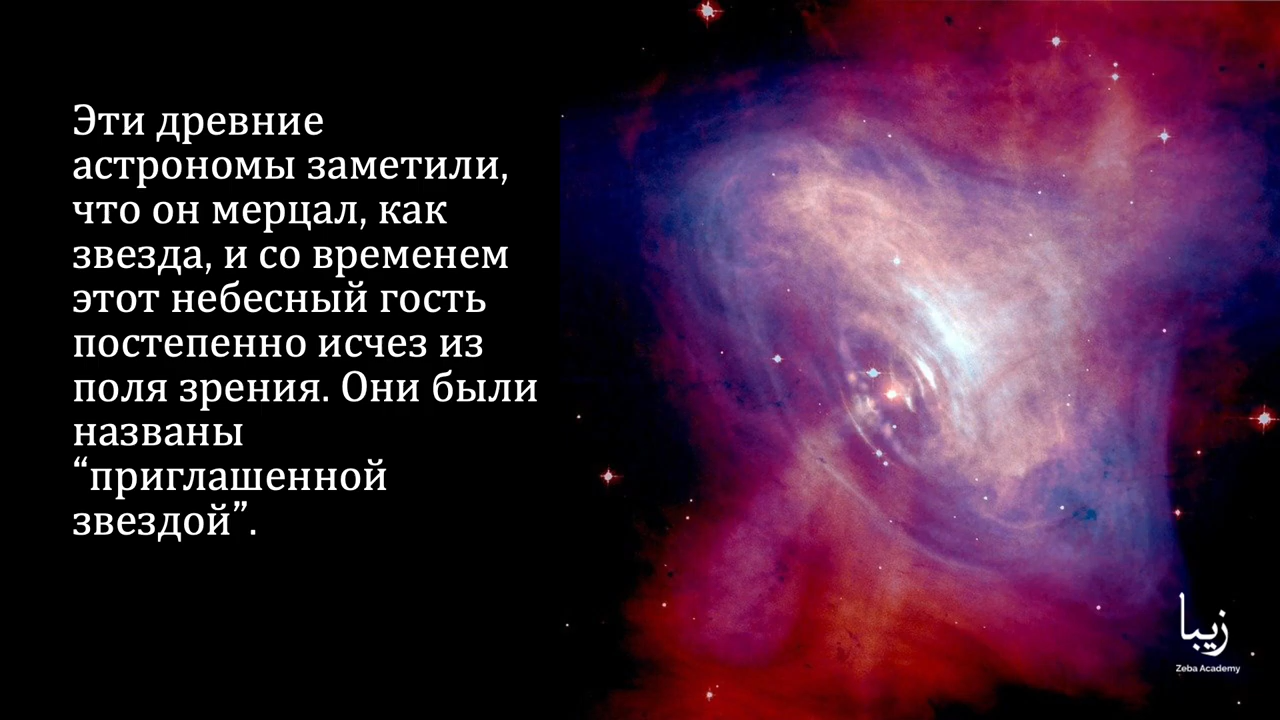 Эти древние
астрономы заметили,
что он мерцал, как
звезда, и со временем
этот небесный гость
постепенно исчез из
поля зрения. Они были
названы
“приглашенной
звездой”.
زیبا
Zeba Academy